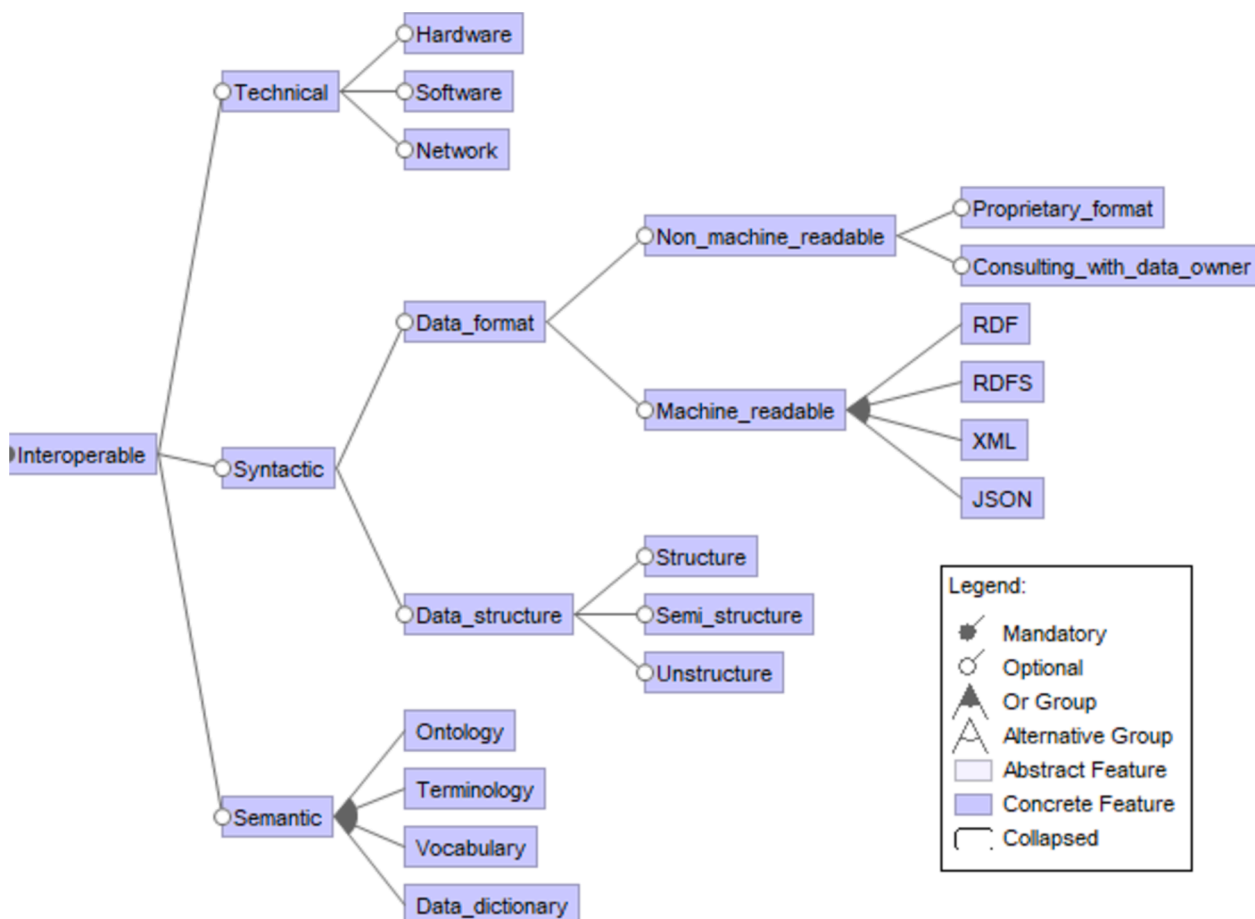 Hardware
Technical
Software
Network
Proprietary_format
Non_machine_readable
Consulting_with_data_owner
Data_format
RDF
RDFS
Machine_readable
XML
Interoperable
Syntactic
JSON
Structure
Data_structure
Semi_structure
Unstructure
Ontology
Terminology
Semantic
Vocabulary
Data_dictionary
Legend:
Mandatory
Optional
Or Group
Alternative Group
Abstract Feature
Concrete Feature
Collapsed